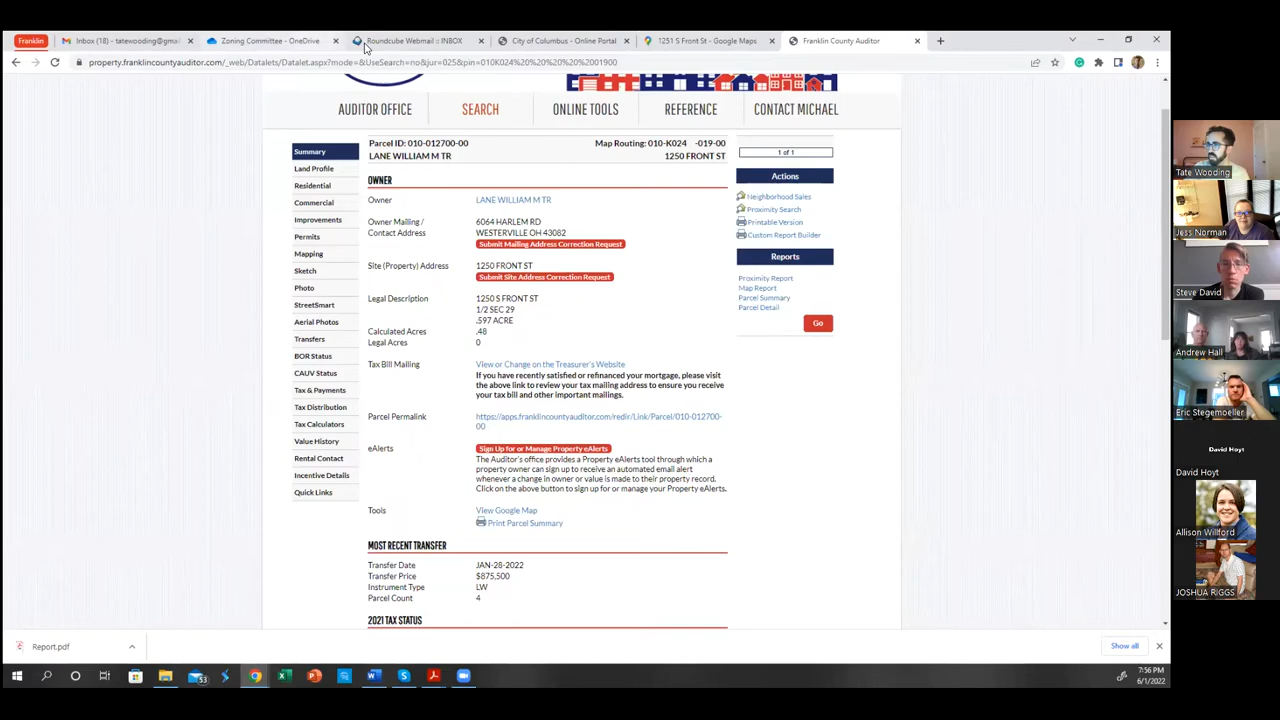 Franklin
Inbox (18) - tatewooding@gmail
Zoning Committee - OneDrive
Roundcube Webmail :: INBOX
City of Columbus - Online Portal
1251 S Front St - Google Maps
Franklin County Auditor
property.franklincountyauditor.com/_web/Datalets/Datalet.aspx?mode=&UseSearch=no&jur=025&pin=010K024%20%20%20%20%2001900
AUDITOR OFFICE
SEARCH
ONLINE TOOLS
REFERENCE
CONTACT MICHAEL
Summary
Land Profile
Residential
Commercial
Improvements
Permits
Mapping
Sketch
Photo
StreetSmart
Aerial Photos
Transfers
BOR Status
CAUV Status
Tax & Payments
Tax Distribution
Tax Calculators
Value History
Rental Contact
Incentive Details
Quick Links
Parcel ID: 010-012700-00
Map Routing: 010-K024 -019-00
LANE WILLIAM M TR
1250 FRONT ST
OWNER
Owner
LANE WILLIAM M TR
Owner Mailing /
Contact Address
6064 HARLEM RD
WESTERVILLE OH 43082
Submit Mailing Address Correction Request
Site (Property) Address
1250 FRONT ST
Submit Site Address Correction Request
Legal Description
1250 S FRONT ST
1/2 SEC 29
.597 ACRE
Calculated Acres
.48
Legal Acres
0
Tax Bill Mailing
View or Change on the Treasurer's Website
If you have recently satisfied or refinanced your mortgage, please visit
the above link to review your tax mailing address to ensure you receive
your tax bill and other important mailings.
Parcel Permalink
https://apps.franklincountyauditor.com/redir/Link/Parcel/010-012700-
00
eAlerts
Sign Up for or Manage Property eAlerts
The Auditor's office provides a Property eAlerts tool through which a
property owner can sign up to receive an automated email alert
whenever a change in owner or value is made to their property record.
Click on the above button to sign up for or manage your Property eAlerts.
Tools
View Google Map
Print Parcel Summary
MOST RECENT TRANSFER
Transfer Date
JAN-28-2022
Transfer Price
$875,500
Instrument Type
LW
Parcel Count
4
2021 TAX STATUS
1 of 1
Actions
Neighborhood Sales
Proximity Search
Printable Version
Custom Report Builder
Reports
Proximity Report
Map Report
Parcel Summary
Parcel Detail
Go
Tate Wooding
Jess Norman
Steve David
Andrew Hall
Eric Stegemoeller
David Hoyt
David Hoyt
Allison Willford
JOSHUA RIGGS
Report.pdf
Show all
53
7:56 PM
6/1/2022